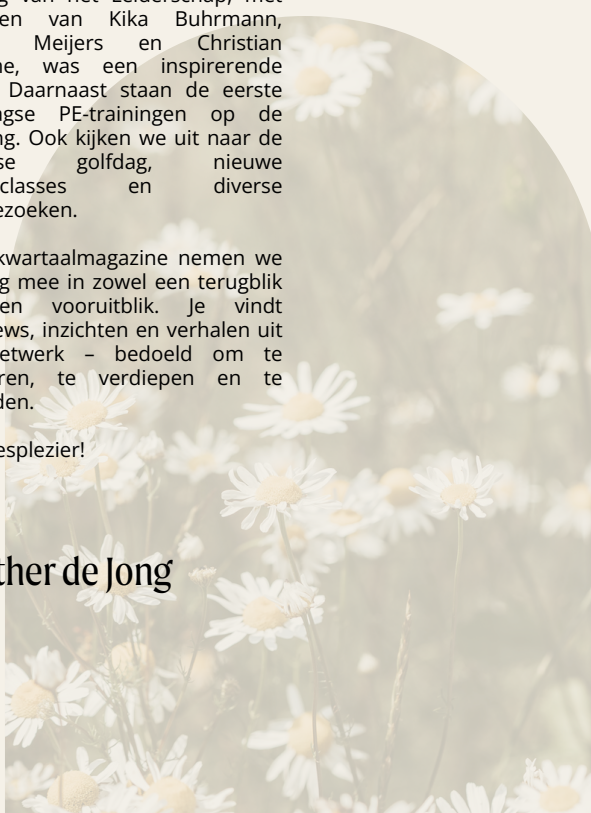 van het Leiderschap, met
en van Kika Buhrmann,
Meijers en Christian
ne, was een inspirerende
Daarnaast staan de eerste
ngse PE-trainingen op de
ng. Ook kijken we uit naar de
se golfdag, nieuwe
classes en diverse
ezoeken.
kwartaalmagazine nemen we
g mee in zowel een terugblik
en vooruitblik. Je vindt
ews, inzichten en verhalen uit
etwerk – bedoeld om te
ren, te verdiepen en te
den.
esplezier!
ther de Jong